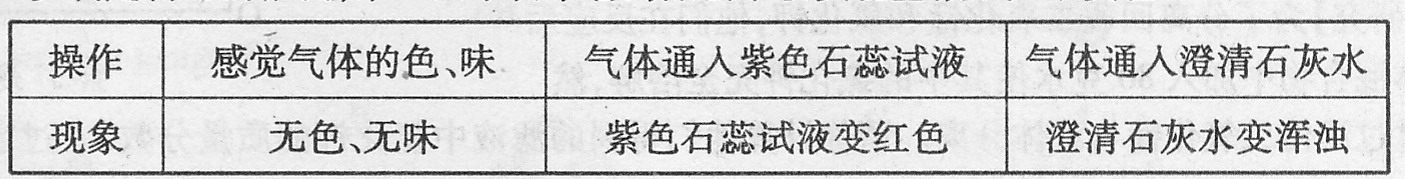 操作 感觉气体的色、味 气体通入紫色石蕊试液 气体通入澄清石灰水
现象 无色、无味 紫色石蕊试液变红色 澄清石灰水变浑浊